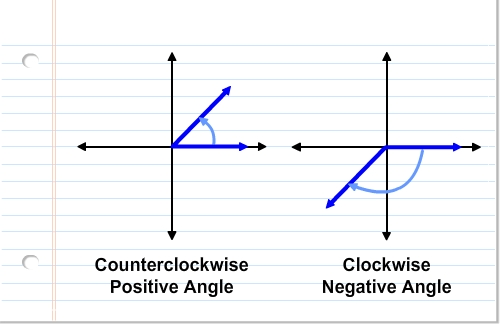 Counterclockwise
Positive Angle
Clockwise
Negative Angle